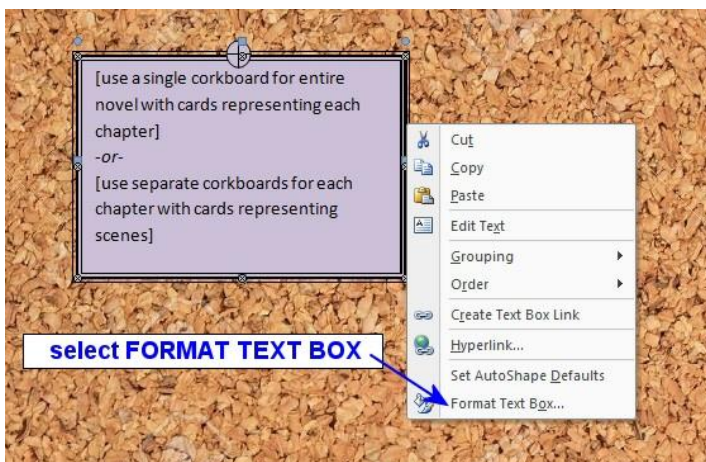 [use a single corkboard for entire
novel with cards representing each
chapter]
-or-
[use separate corkboards for each
chapter with cards representing
scenes]
Cut
Copy
Paste
Edit Text
Grouping
Order
Create Text Box Link
Hyperlink...
Set AutoShape Defaults
Format Text Box...
select FORMAT TEXT BOX